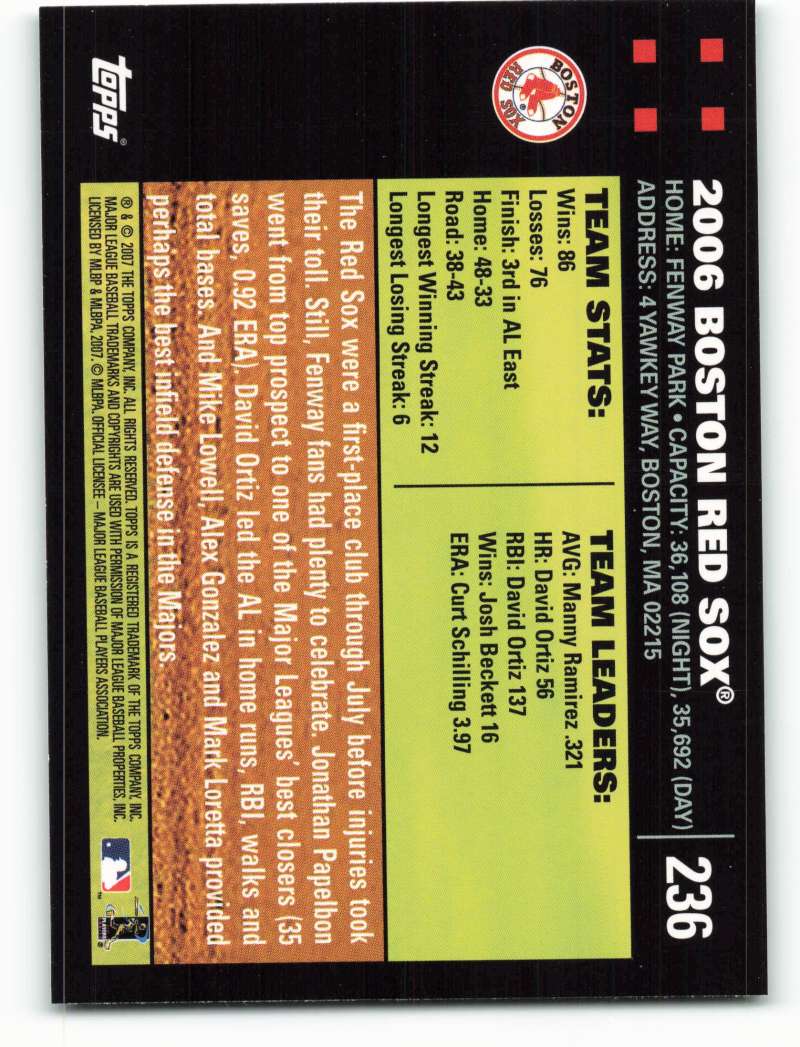 2006 BOSTON RED SOX®
236
HOME: FENWAY PARK • CAPACITY: 36,108 (NIGHT), 35,692 (DAY)
ADDRESS: 4 YAWKEY WAY, BOSTON, MA 02215
BOSTON
RED SOX
®
TEAM STATS:
Wins: 86
Losses: 76
Finish: 3rd in AL East
Home: 48-33
Road: 38-43
Longest Winning Streak: 12
Longest Losing Streak: 6
TEAM LEADERS:
AVG: Manny Ramirez .321
HR: David Ortiz 56
RBI: David Ortiz 137
Wins: Josh Beckett 16
ERA: Curt Schilling 3.97
The Red Sox were a first-place club through July before injuries took
their toll. Still, Fenway fans had plenty to celebrate. Jonathan Papelbon
went from top prospect to one of the Major Leagues' best closers (35
saves, 0.92 ERA), David Ortiz led the AL in home runs, RBI, walks and
total bases. And Mike Lowell, Alex Gonzalez and Mark Loretta provided
perhaps the best infield defense in the Majors.
topps®
® & © 2007 THE TOPPS COMPANY, INC. ALL RIGHTS RESERVED. TOPPS IS A REGISTERED TRADEMARK OF THE TOPPS COMPANY, INC.
MAJOR LEAGUE BASEBALL TRADEMARKS AND COPYRIGHTS ARE USED WITH PERMISSION OF MAJOR LEAGUE BASEBALL PROPERTIES, INC.
LICENSED BY MLBP & MLBPA, 2007. © MLBPA. OFFICIAL LICENSEE – MAJOR LEAGUE BASEBALL PLAYERS ASSOCIATION.